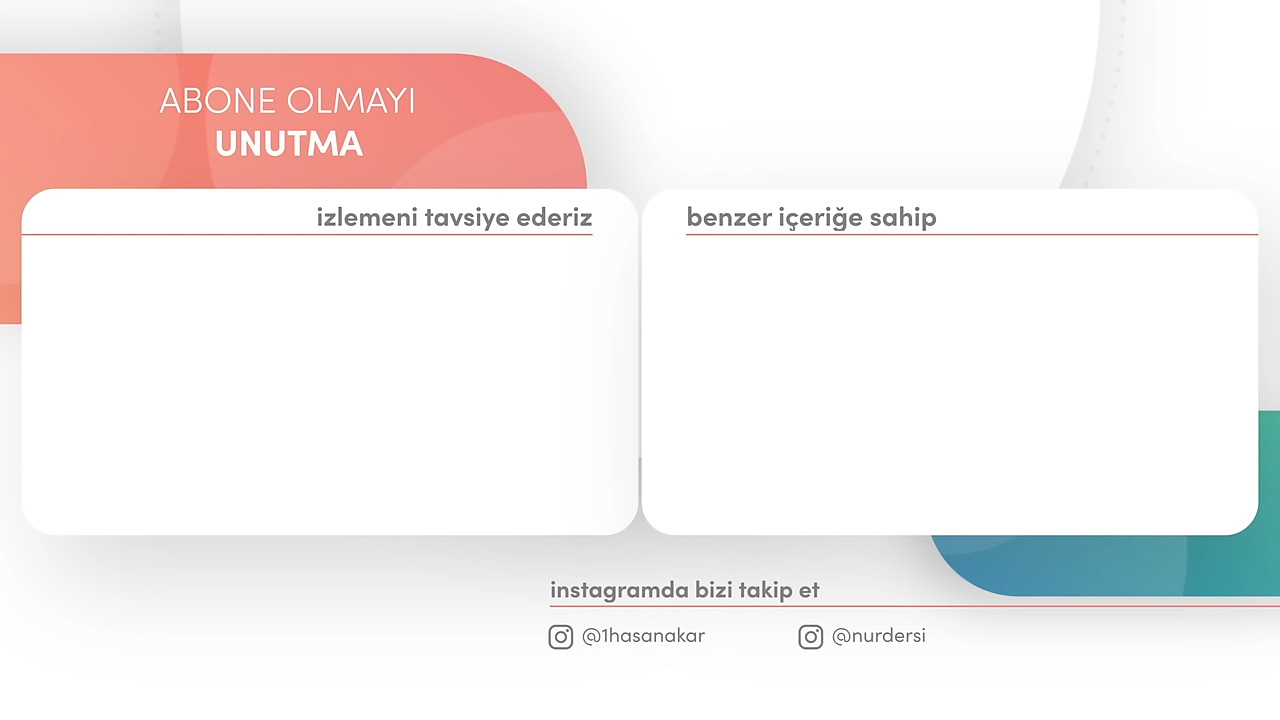 ABONE OLMAYI
UNUTMA
izlemeni tavsiye ederiz
benzer içeriğe sahip
instagramda bizi takip et
@1hasanakar
@nurdersi